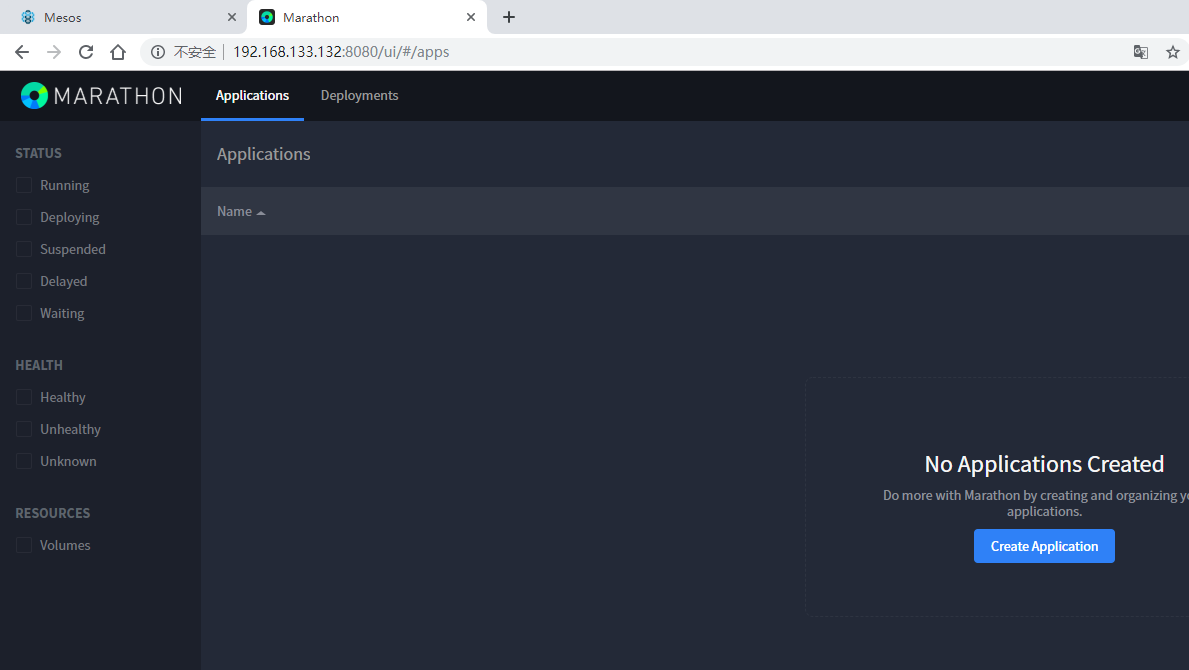 Mesos
Marathon
不安全 192.168.133.132:8080/ui/#/apps
MARATHON
Applications
Deployments
STATUS
Running
Deploying
Suspended
Delayed
Waiting
HEALTH
Healthy
Unhealthy
Unknown
RESOURCES
Volumes
Applications
Name
No Applications Created
Do more with Marathon by creating and organizing yo
applications.
Create Application